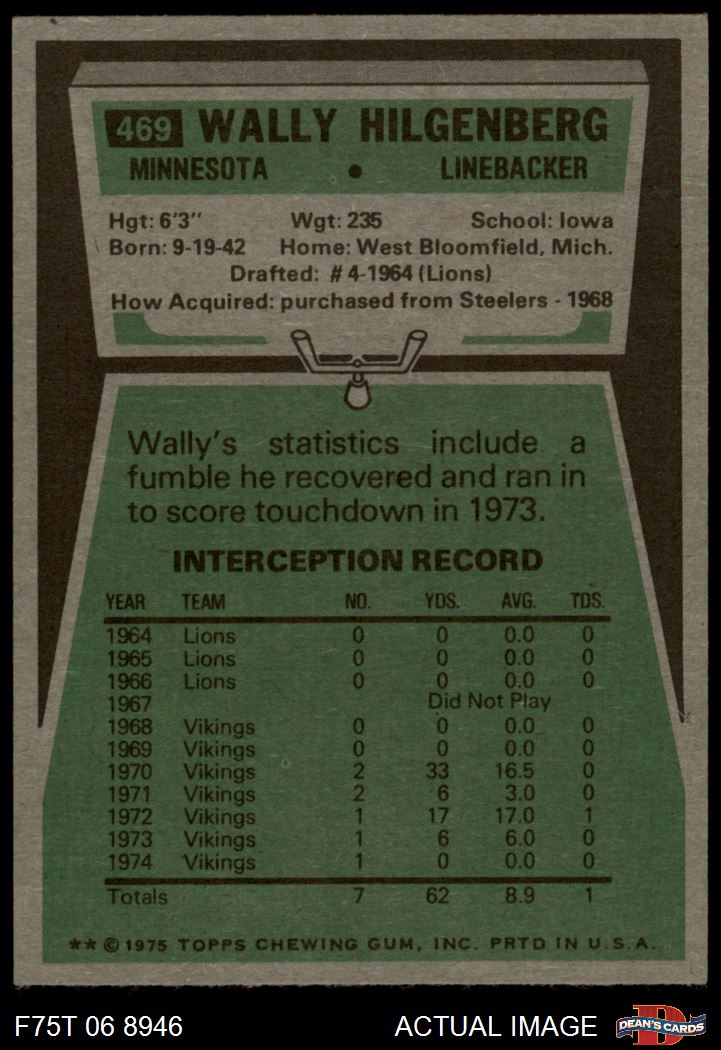 469 WALLY HILGENBERG
MINNESOTA • LINEBACKER
Hgt: 6'3" Wgt: 235 School: Iowa
Born: 9-19-42 Home: West Bloomfield, Mich.
Drafted: #4-1964 (Lions)
How Acquired: purchased from Steelers - 1968
Wally's statistics include a
fumble he recovered and ran in
to score touchdown in 1973.
INTERCEPTION RECORD
YEAR TEAM NO. YDS. AVG. TDS.
1964 Lions 0 0 0.0 0
1965 Lions 0 0 0.0 0
1966 Lions 0 0 0.0 0
1967 Did Not Play
1968 Vikings 0 0 0.0 0
1969 Vikings 0 0 0.0 0
1970 Vikings 2 33 16.5 0
1971 Vikings 2 6 3.0 0
1972 Vikings 1 17 17.0 1
1973 Vikings 1 6 6.0 0
1974 Vikings 1 0 0.0 0
Totals 7 62 8.9 1
** © 1975 TOPPS CHEWING GUM, INC. PRTD IN U.S.A.
F75T 06 8946 ACTUAL IMAGE D DEAN'S CARDS